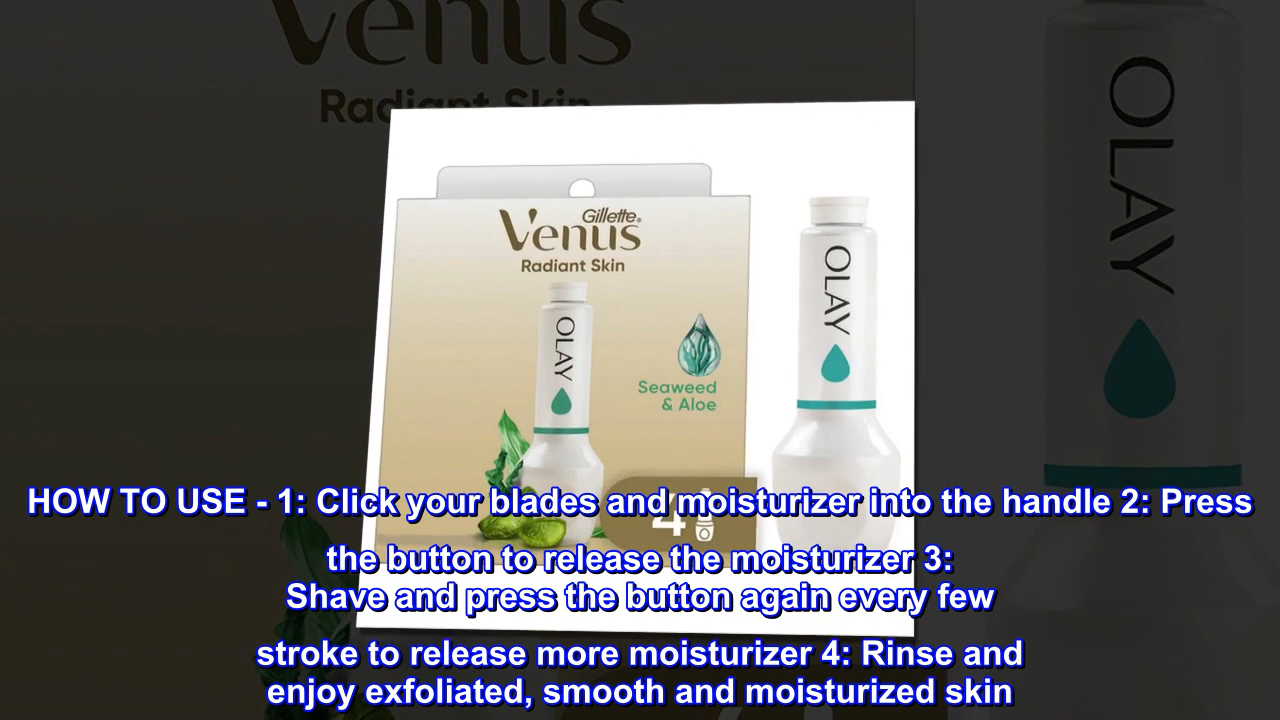 Venus
Radiant Skin
OLAY
Gillette®
Venus
Radiant Skin
OLAY
Seaweed
& Aloe
4
OLAY
HOW TO USE - 1: Click your blades and moisturizer into the handle 2: Press
the button to release the moisturizer 3:
Shave and press the button again every few
stroke to release more moisturizer 4: Rinse and
enjoy exfoliated, smooth and moisturized skin